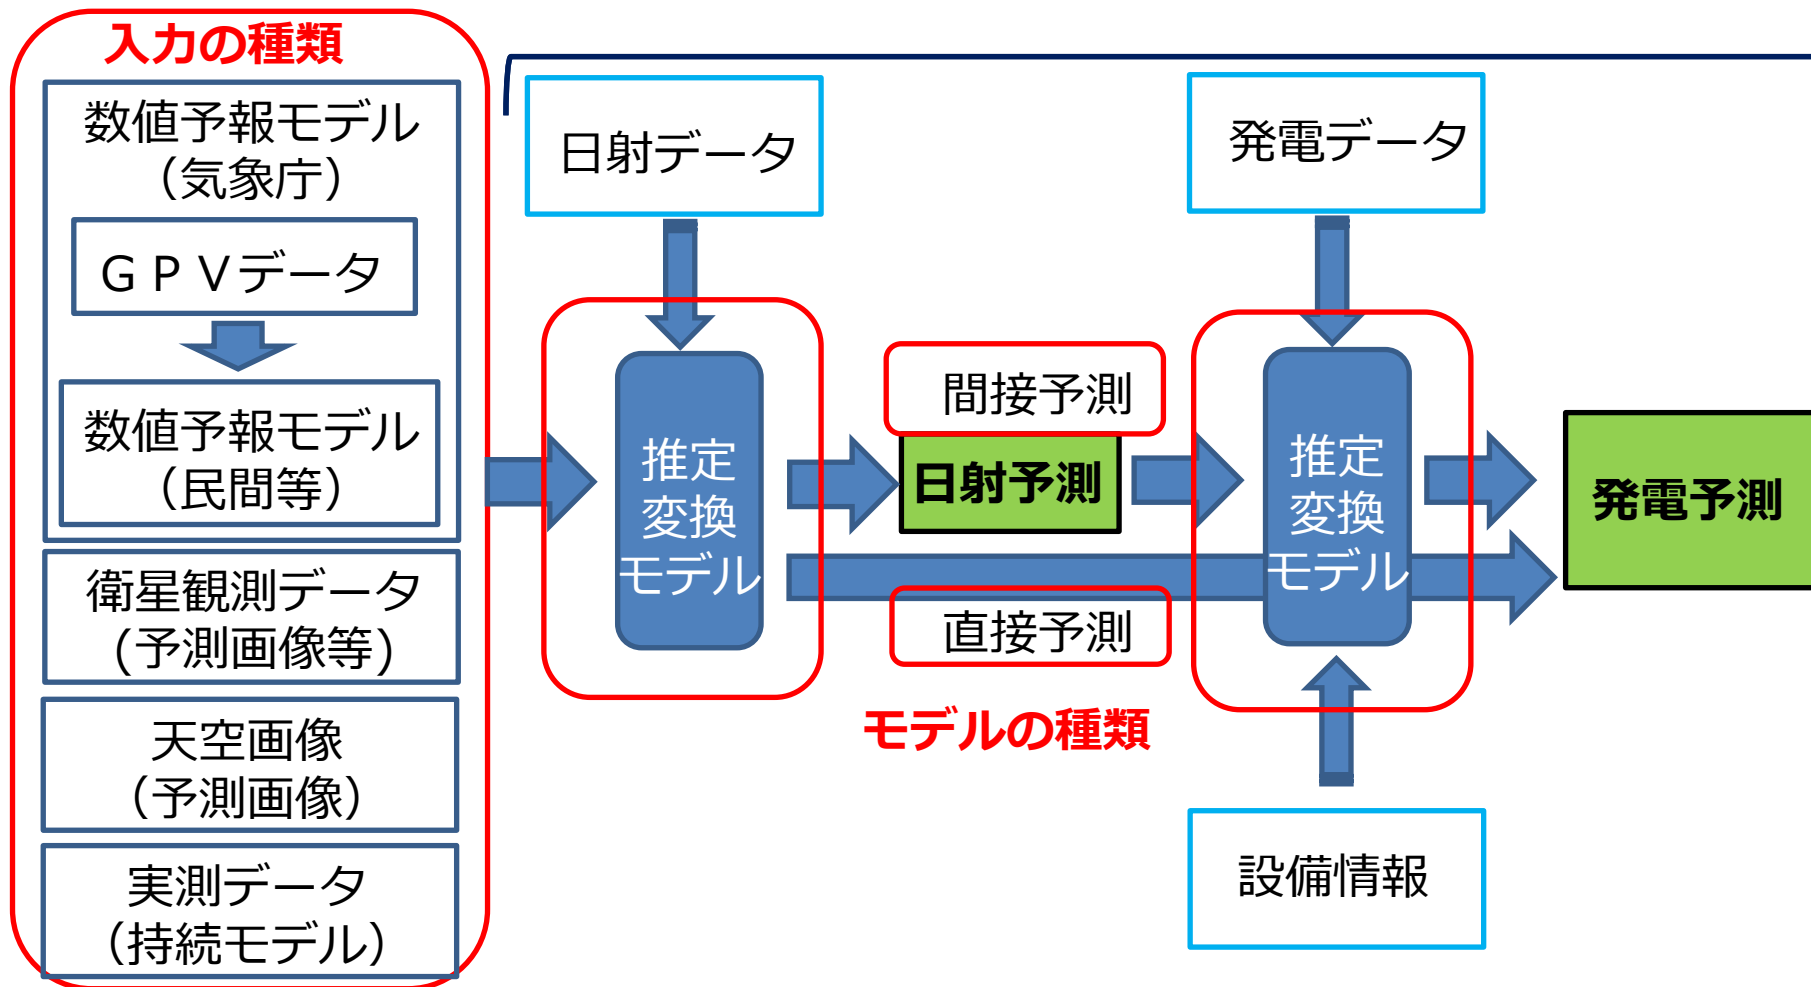 入力の種類
数値予報モデル
（気象庁）
ＧＰＶデータ
数値予報モデル
（民間等）
衛星観測データ
(予測画像等)
天空画像
（予測画像）
実測データ
（持続モデル）
日射データ
推定
変換
モデル
間接予測
日射予測
直接予測
モデルの種類
発電データ
推定
変換
モデル
設備情報
発電予測